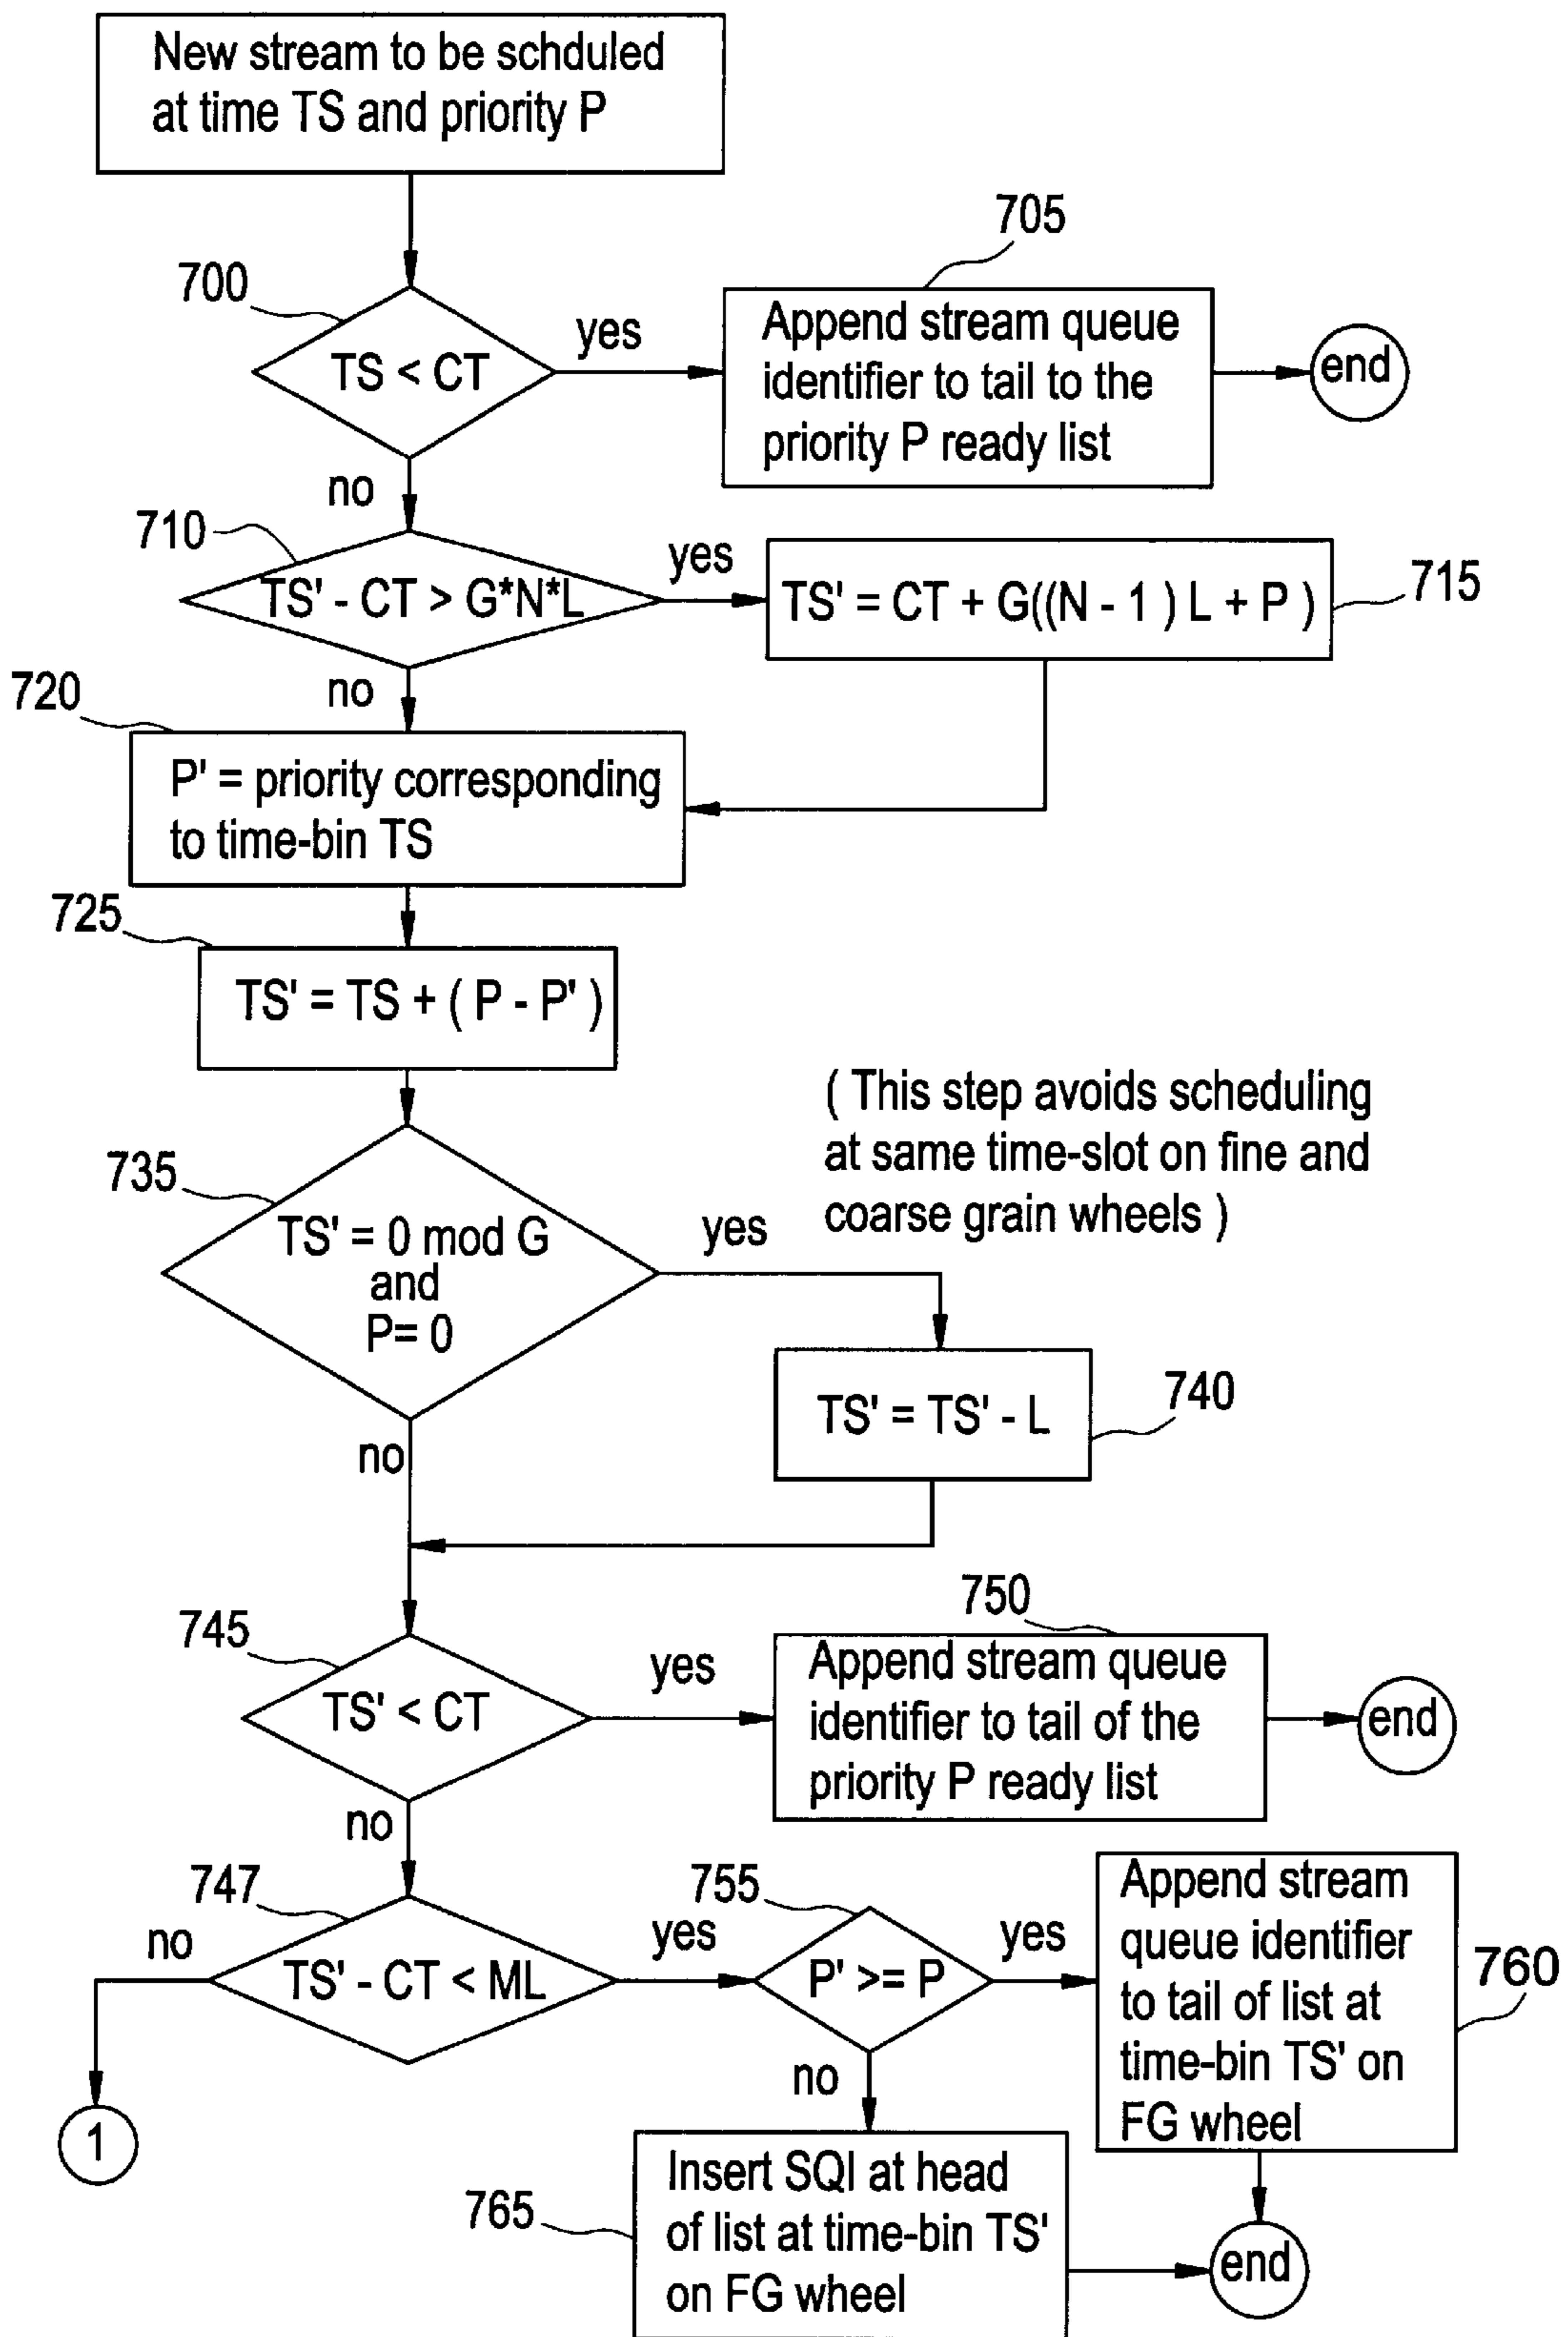 New stream to be schduled
at time TS and priority P
700
TS < CT
yes
no
705
Append stream queue
identifier to tail to the
priority P ready list
end
710
TS' - CT > G*N*L
yes
no
TS' = CT + G((N - 1 ) L + P )
715
720
P' = priority corresponding
to time-bin TS
725
TS' = TS + ( P - P' )
( This step avoids scheduling
at same time-slot on fine and
coarse grain wheels )
735
TS' = 0 mod G
and
P= 0
yes
no
TS' = TS' - L
740
745
TS' < CT
yes
no
750
Append stream queue
identifier to tail of the
priority P ready list
end
747
TS' - CT < ML
no
yes
1
755
P' >= P
yes
no
Append stream
queue identifier
to tail of list at
time-bin TS' on
FG wheel
760
765
Insert SQI at head
of list at time-bin TS'
on FG wheel
end